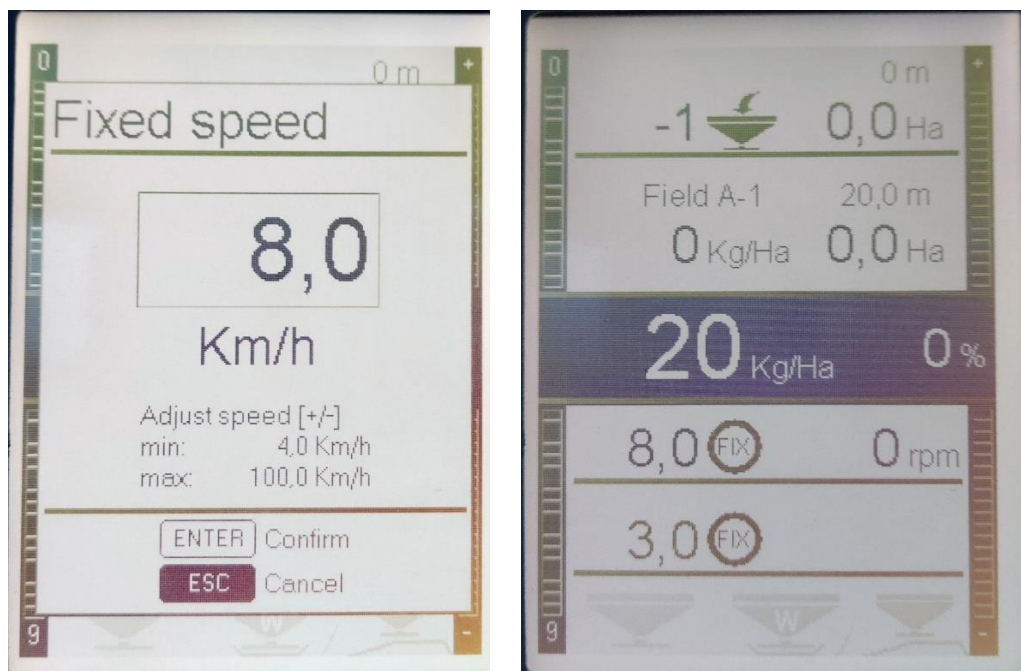 0
0 m
+
Fixed speed
8,0
Km/h
Adjust speed [+/-]
min: 4,0 Km/h
max: 100,0 Km/h
ENTER Confirm
ESC Cancel
W
9
-
0
0 m
+
-1 0,0 Ha
Field A-1 20,0 m
0 Kg/Ha 0,0 Ha
20 Kg/Ha 0 %
8,0 FIX 0 rpm
3,0 FIX
W
9
-